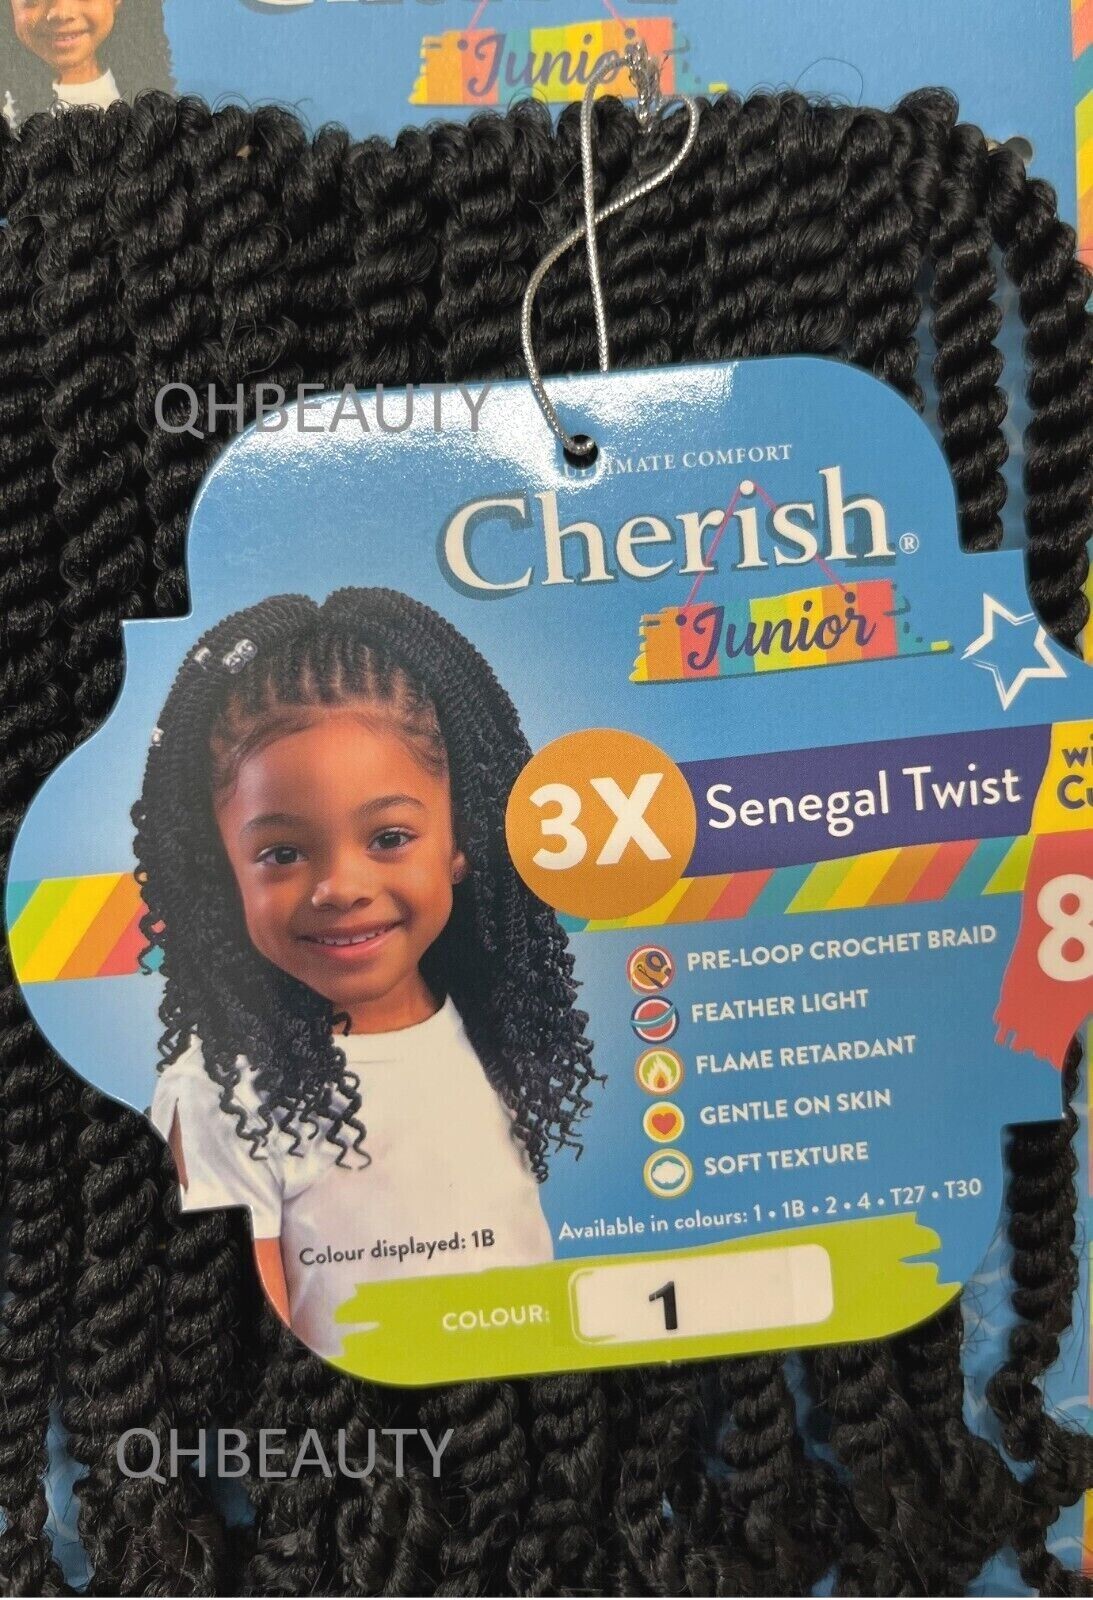 Junior
QHBEAUTY
ULTIMATE COMFORT
Cherish®
Junior
3X Senegal Twist
8
PRE-LOOP CROCHET BRAID
FEATHER LIGHT
FLAME RETARDANT
GENTLE ON SKIN
SOFT TEXTURE
Available in colours: 1 • 1B • 2 • 4 • T27 • T30
Colour displayed: 1B
COLOUR: 1
QHBEAUTY